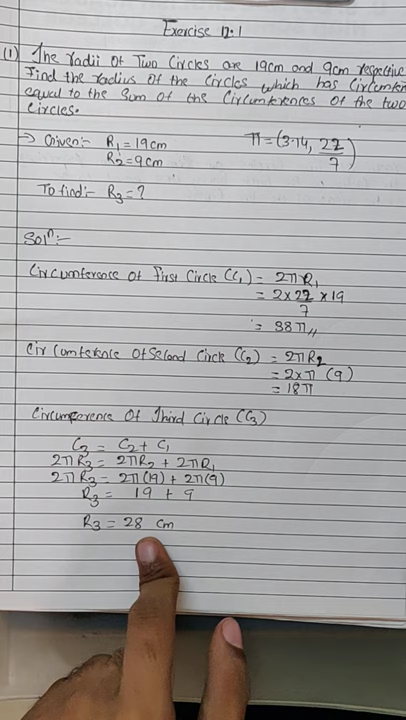 Exercise 12.1
(1) The radii of Two Circles are 19cm and 9cm respective
Find the radius of the Circles which has Circumfer
equal to the Sum of the Circumferences of the two
Circles.
→ Given:- R₁ = 19cm π = (3.14, 22/7)
R₂ = 9cm
To find:- R₃ = ?
Solⁿ:-
Circumference of First Circle (C₁) = 2πR₁
= 2 × 22/7 × 19
= 38π,,
Circumference of Second Circle (C₂) = 2πR₂
= 2×π (9)
= 18π
Circumference Of Third Circle (C₃)
C₃ = C₂ + C₁
2πR₃ = 2πR₂ + 2πR₁
2πR₃ = 2π(19) + 2π(9)
R₃ = 19 + 9
R₃ = 28 cm